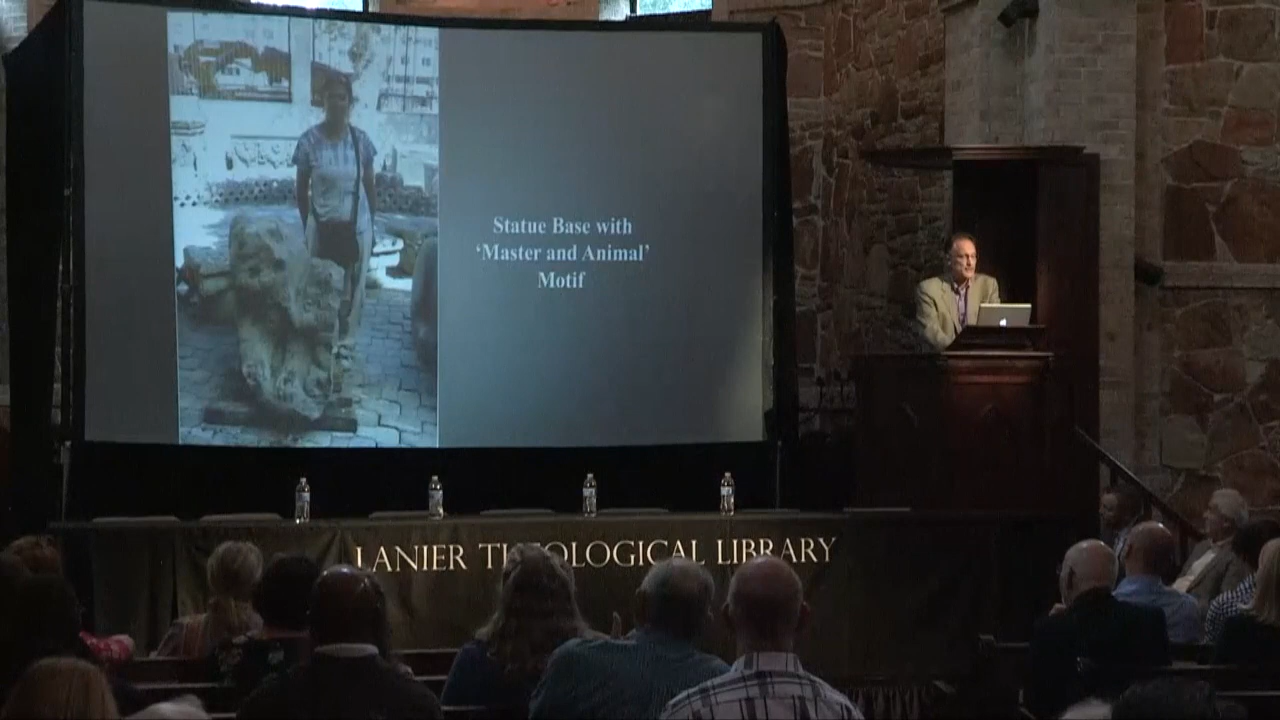 Statue Base with
‘Master and Animal’
Motif
LANIER THEOLOGICAL LIBRARY